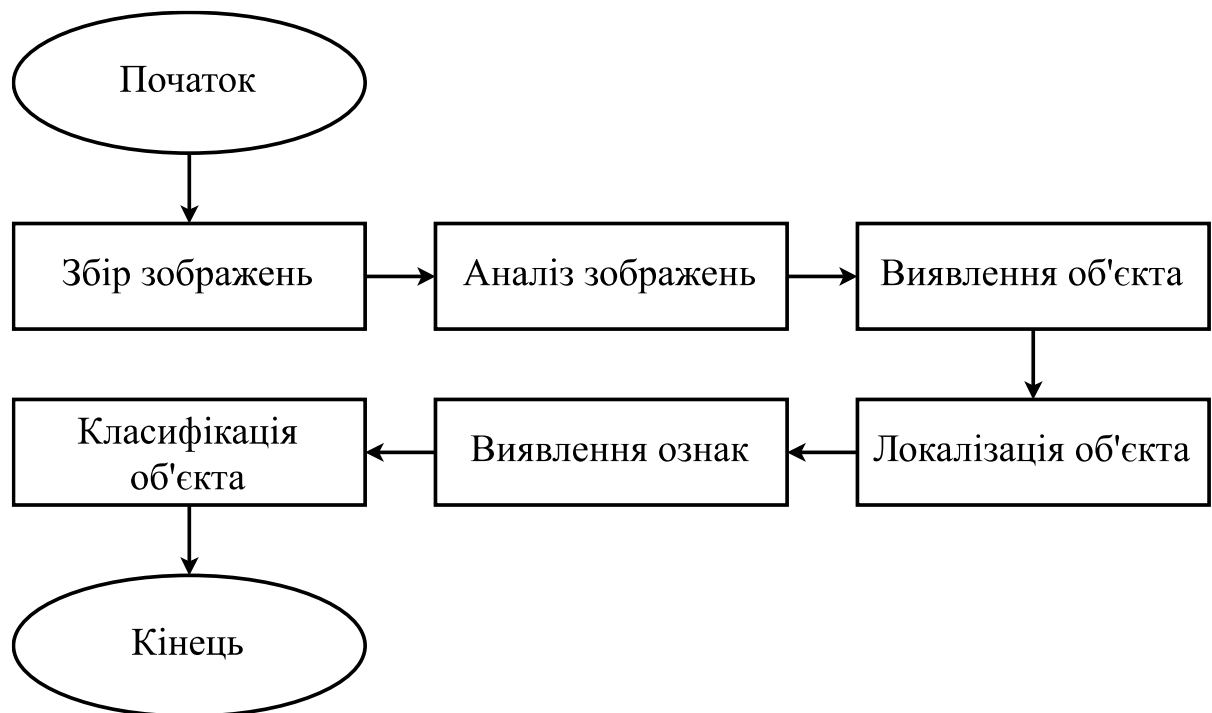 Початок
Збір зображень
Аналіз зображень
Виявлення об'єкта
Класифікація
об'єкта
Виявлення ознак
Локалізація об'єкта
Кінець